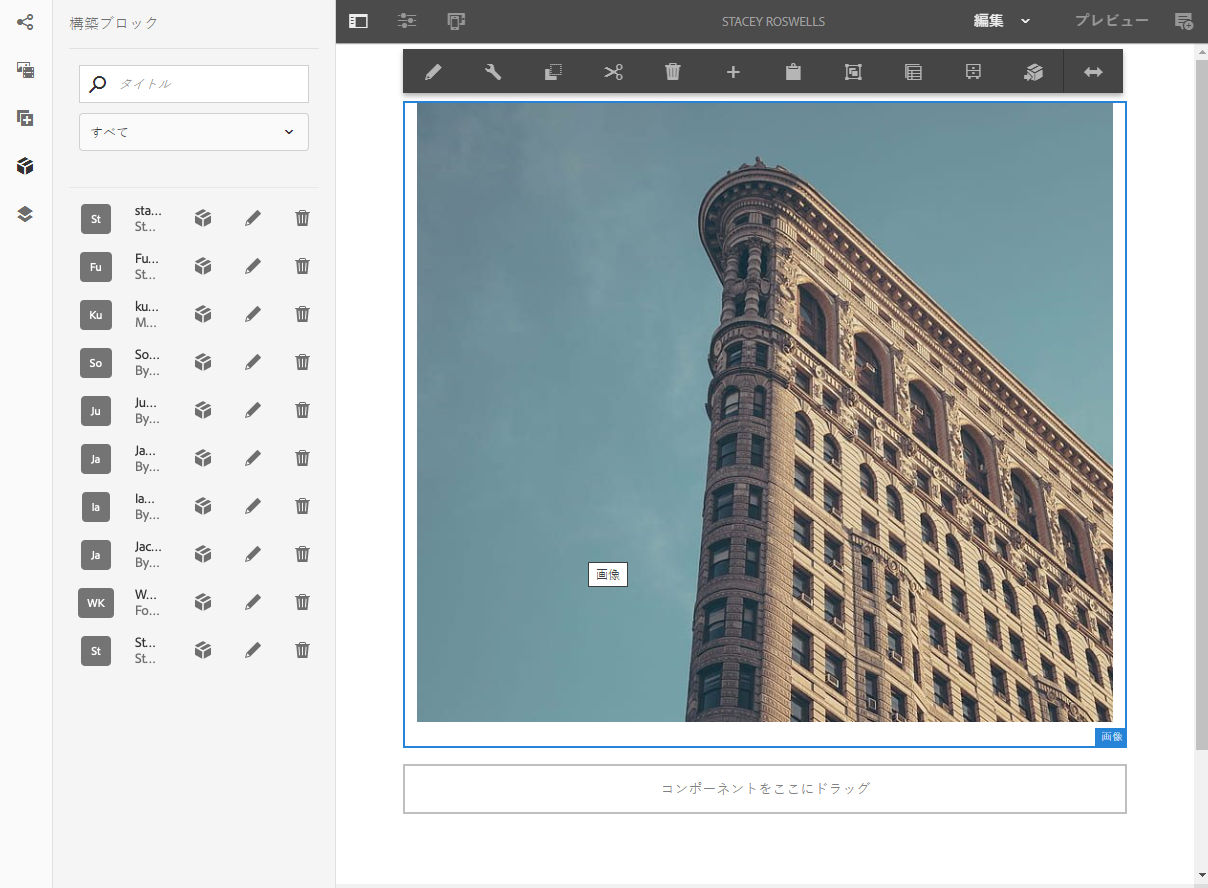 構築ブロック
STACEY ROSWELLS
編集
プレビュー
タイトル
すべて
St
sta...
St...
Fu
Fu...
St...
Ku
ku...
M...
So
So...
By...
Ju
Ju...
By...
Ja
Ja...
By...
Ia
Ia...
By...
Ja
Jac...
By...
WK
W...
Fo...
St
St...
St...
画像
画像
コンポーネントをここにドラッグ